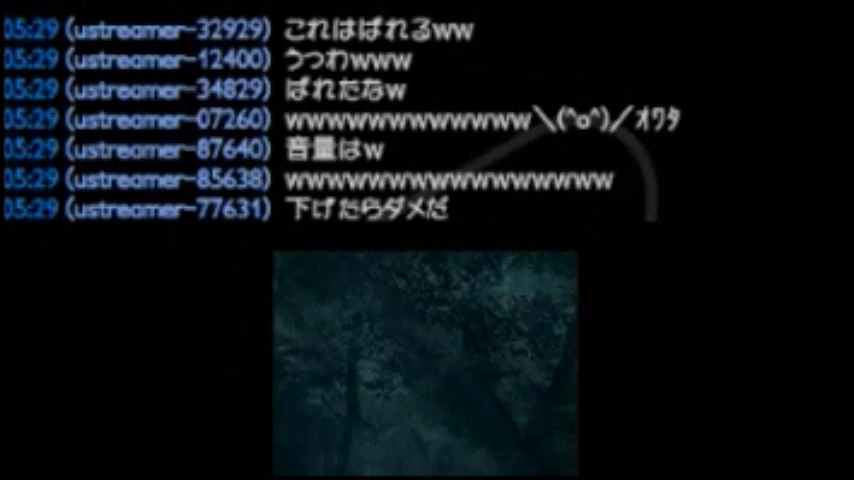 05:29 (ustreamer-32929) これはばれるww
05:29 (ustreamer-12400) うっわwww
05:29 (ustreamer-34829) ばれたなw
05:29 (ustreamer-07260) wwwwwwwwwwwwww＼(^o^)／ｵﾜﾀ
05:29 (ustreamer-87640) 音量はw
05:29 (ustreamer-85638) wwwwwwwwwwwwwwwwwww
05:29 (ustreamer-77631) 下げたらダメだ